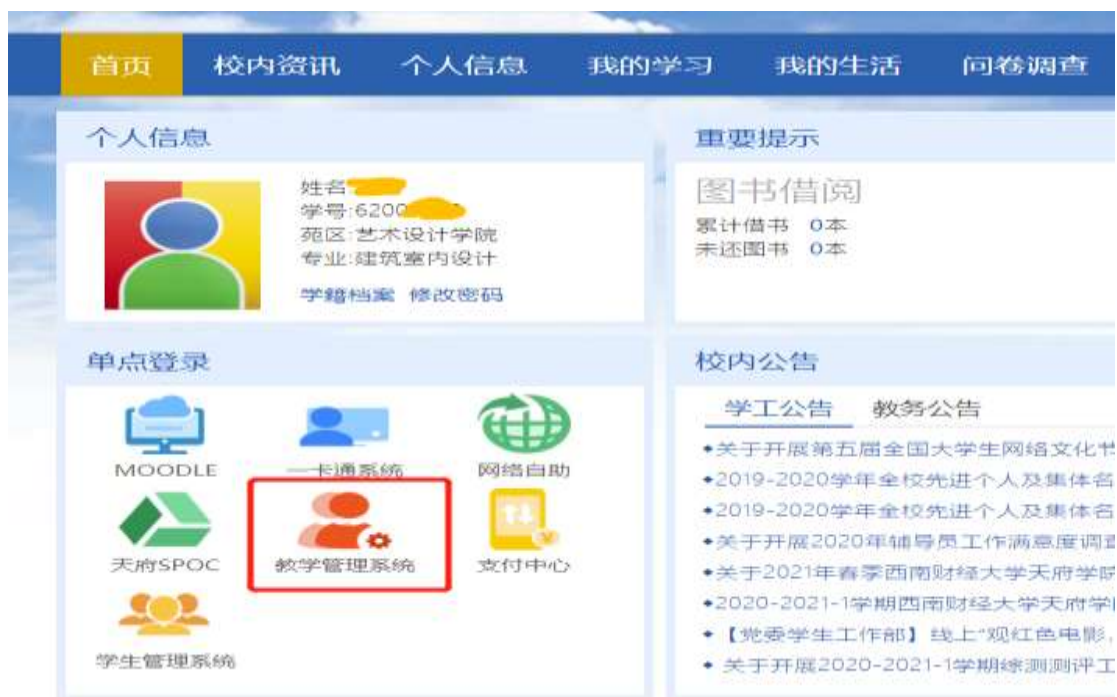 首页 校内资讯 个人信息 我的学习 我的生活 问卷调查
个人信息
姓名
学号:6200
苑区:艺术设计学院
专业:建筑室内设计
学籍档案 修改密码
重要提示
图书借阅
累计借书 0本
未还图书 0本
单点登录
MOODLE 一卡通系统 网络自助
天府SPOC 教学管理系统 支付中心
学生管理系统
校内公告
学工公告 教务公告
◆关于开展第五届全国大学生网络文化节
◆2019-2020学年全校先进个人及集体名
◆2019-2020学年全校先进个人及集体名
◆关于开展2020年辅导员工作满意度调查
◆关于2021年春季西南财经大学天府学院
◆2020-2021-1学期西南财经大学天府学
◆【党委学生工作部】线上“观红色电影，
◆ 关于开展2020-2021-1学期综测测评工